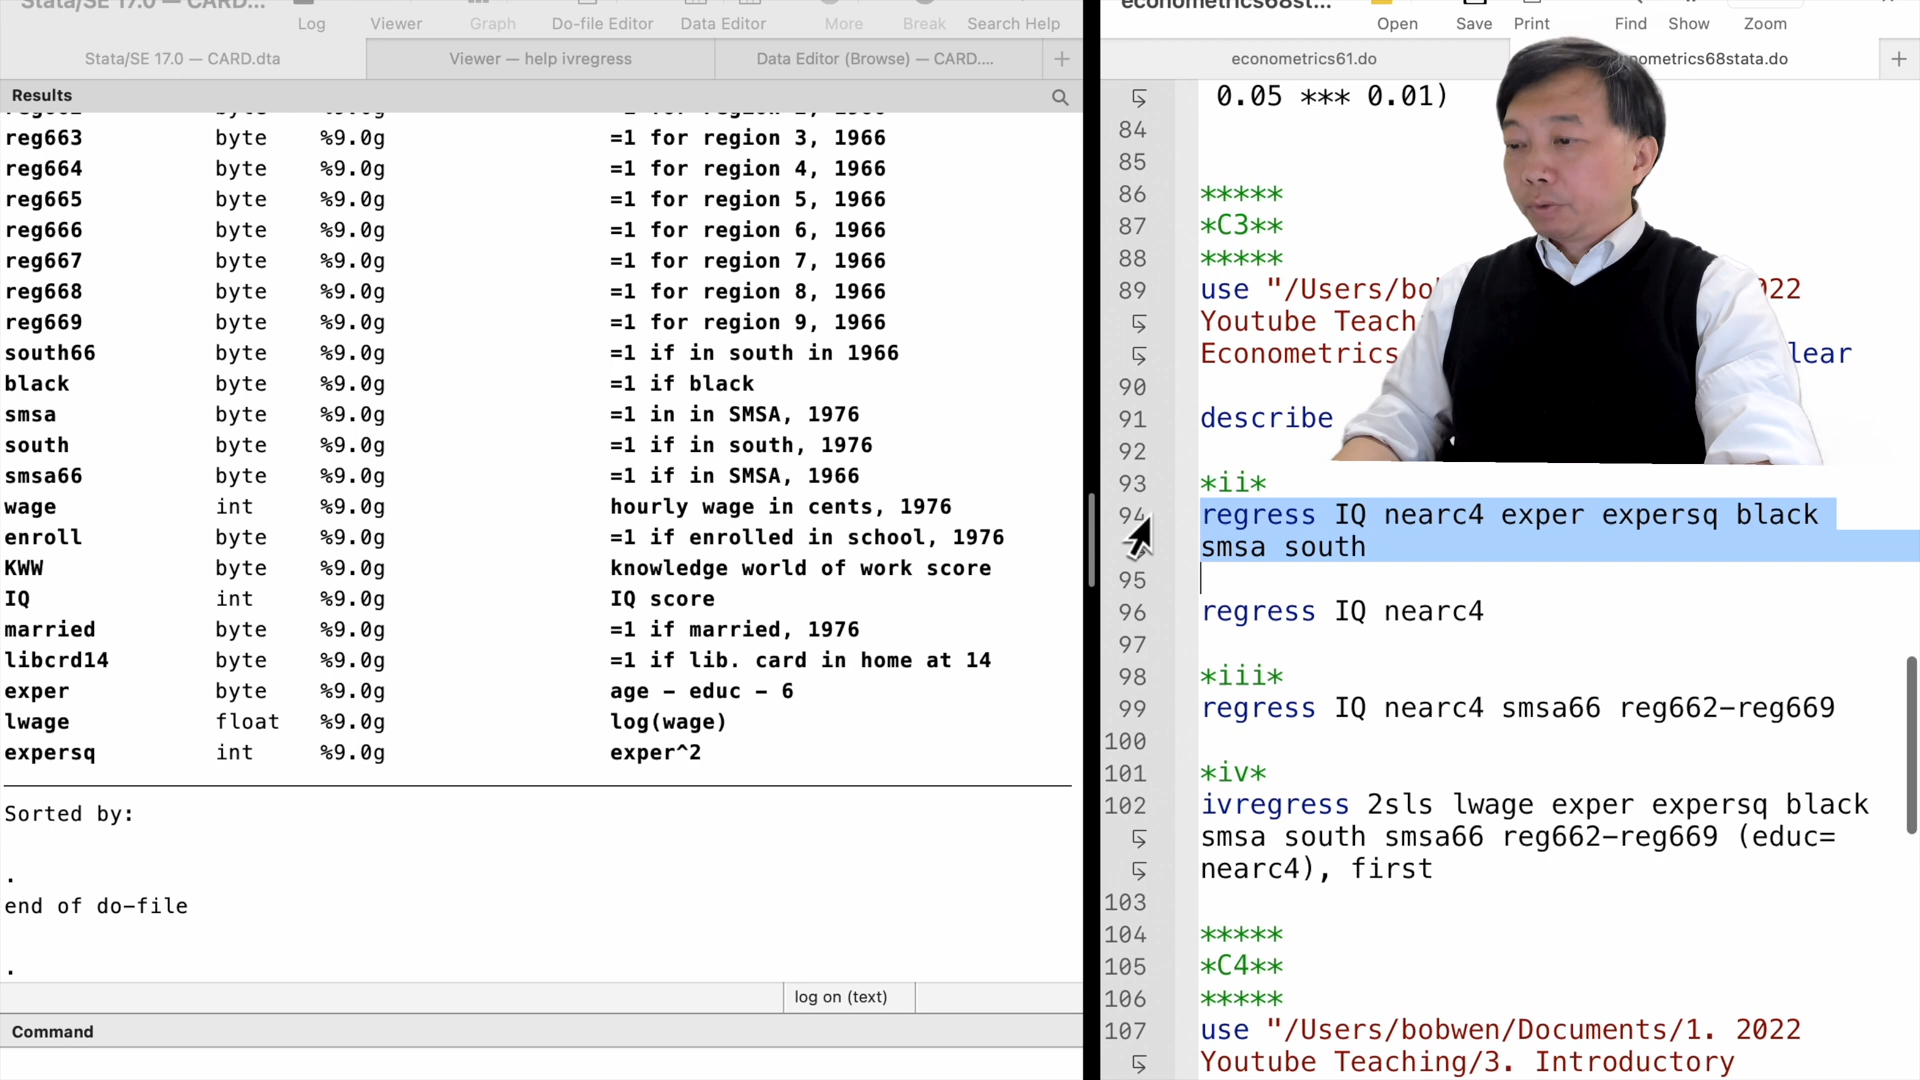 Stata/SE 17.0 — CARD.dta...
Log Viewer Graph Do-file Editor Data Editor More Break Search Help
Stata/SE 17.0 — CARD.dta Viewer — help ivregress Data Editor (Browse) — CARD....
Results
reg663 byte %9.0g =1 for region 3, 1966
reg664 byte %9.0g =1 for region 4, 1966
reg665 byte %9.0g =1 for region 5, 1966
reg666 byte %9.0g =1 for region 6, 1966
reg667 byte %9.0g =1 for region 7, 1966
reg668 byte %9.0g =1 for region 8, 1966
reg669 byte %9.0g =1 for region 9, 1966
south66 byte %9.0g =1 if in south in 1966
black byte %9.0g =1 if black
smsa byte %9.0g =1 in in SMSA, 1976
south byte %9.0g =1 if in south, 1976
smsa66 byte %9.0g =1 if in SMSA, 1966
wage int %9.0g hourly wage in cents, 1976
enroll byte %9.0g =1 if enrolled in school, 1976
KWW byte %9.0g knowledge world of work score
IQ int %9.0g IQ score
married byte %9.0g =1 if married, 1976
libcrd14 byte %9.0g =1 if lib. card in home at 14
exper byte %9.0g age - educ - 6
lwage float %9.0g log(wage)
expersq int %9.0g exper^2
Sorted by:
.
end of do-file
.
log on (text)
Command
econometrics68st...
Open Save Print Find Show Zoom
econometrics61.do nometrics68stata.do
0.05 *** 0.01)
84
85
86 *****
87 *C3**
88 *****
89 use "/Users/bo 22
Youtube Teach
Econometrics lear
90
91 describe
92
93 *ii*
94 regress IQ nearc4 exper expersq black
smsa south
95
96 regress IQ nearc4
97
98 *iii*
99 regress IQ nearc4 smsa66 reg662-reg669
100
101 *iv*
102 ivregress 2sls lwage exper expersq black
smsa south smsa66 reg662-reg669 (educ=
nearc4), first
103
104 *****
105 *C4**
106 *****
107 use "/Users/bobwen/Documents/1. 2022
Youtube Teaching/3. Introductory